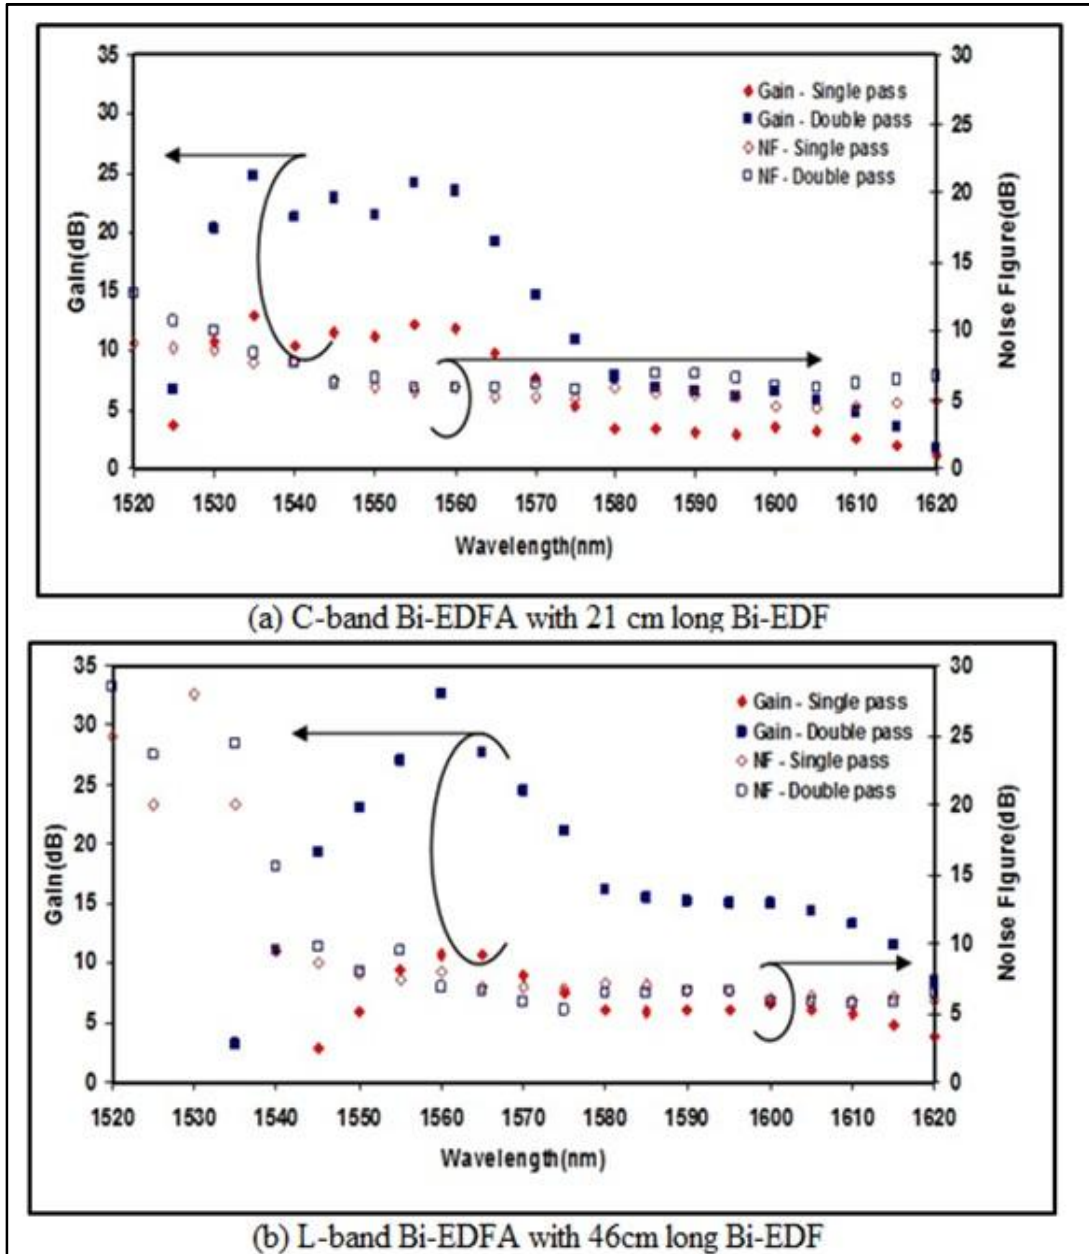 35
30
25
20
15
10
5
0
Gain(dB)
30
25
20
15
10
5
0
Noise Figure(dB)
Gain - Single pass
Gain - Double pass
NF - Single pass
NF - Double pass
1520 1530 1540 1550 1560 1570 1580 1590 1600 1610 1620
Wavelength(nm)
(a) C-band Bi-EDFA with 21 cm long Bi-EDF
35
30
25
20
15
10
5
0
Gain(dB)
30
25
20
15
10
5
0
Noise Figure(dB)
Gain - Single pass
Gain - Double pass
NF - Single pass
NF - Double pass
1520 1530 1540 1550 1560 1570 1580 1590 1600 1610 1620
Wavelength(nm)
(b) L-band Bi-EDFA with 46cm long Bi-EDF